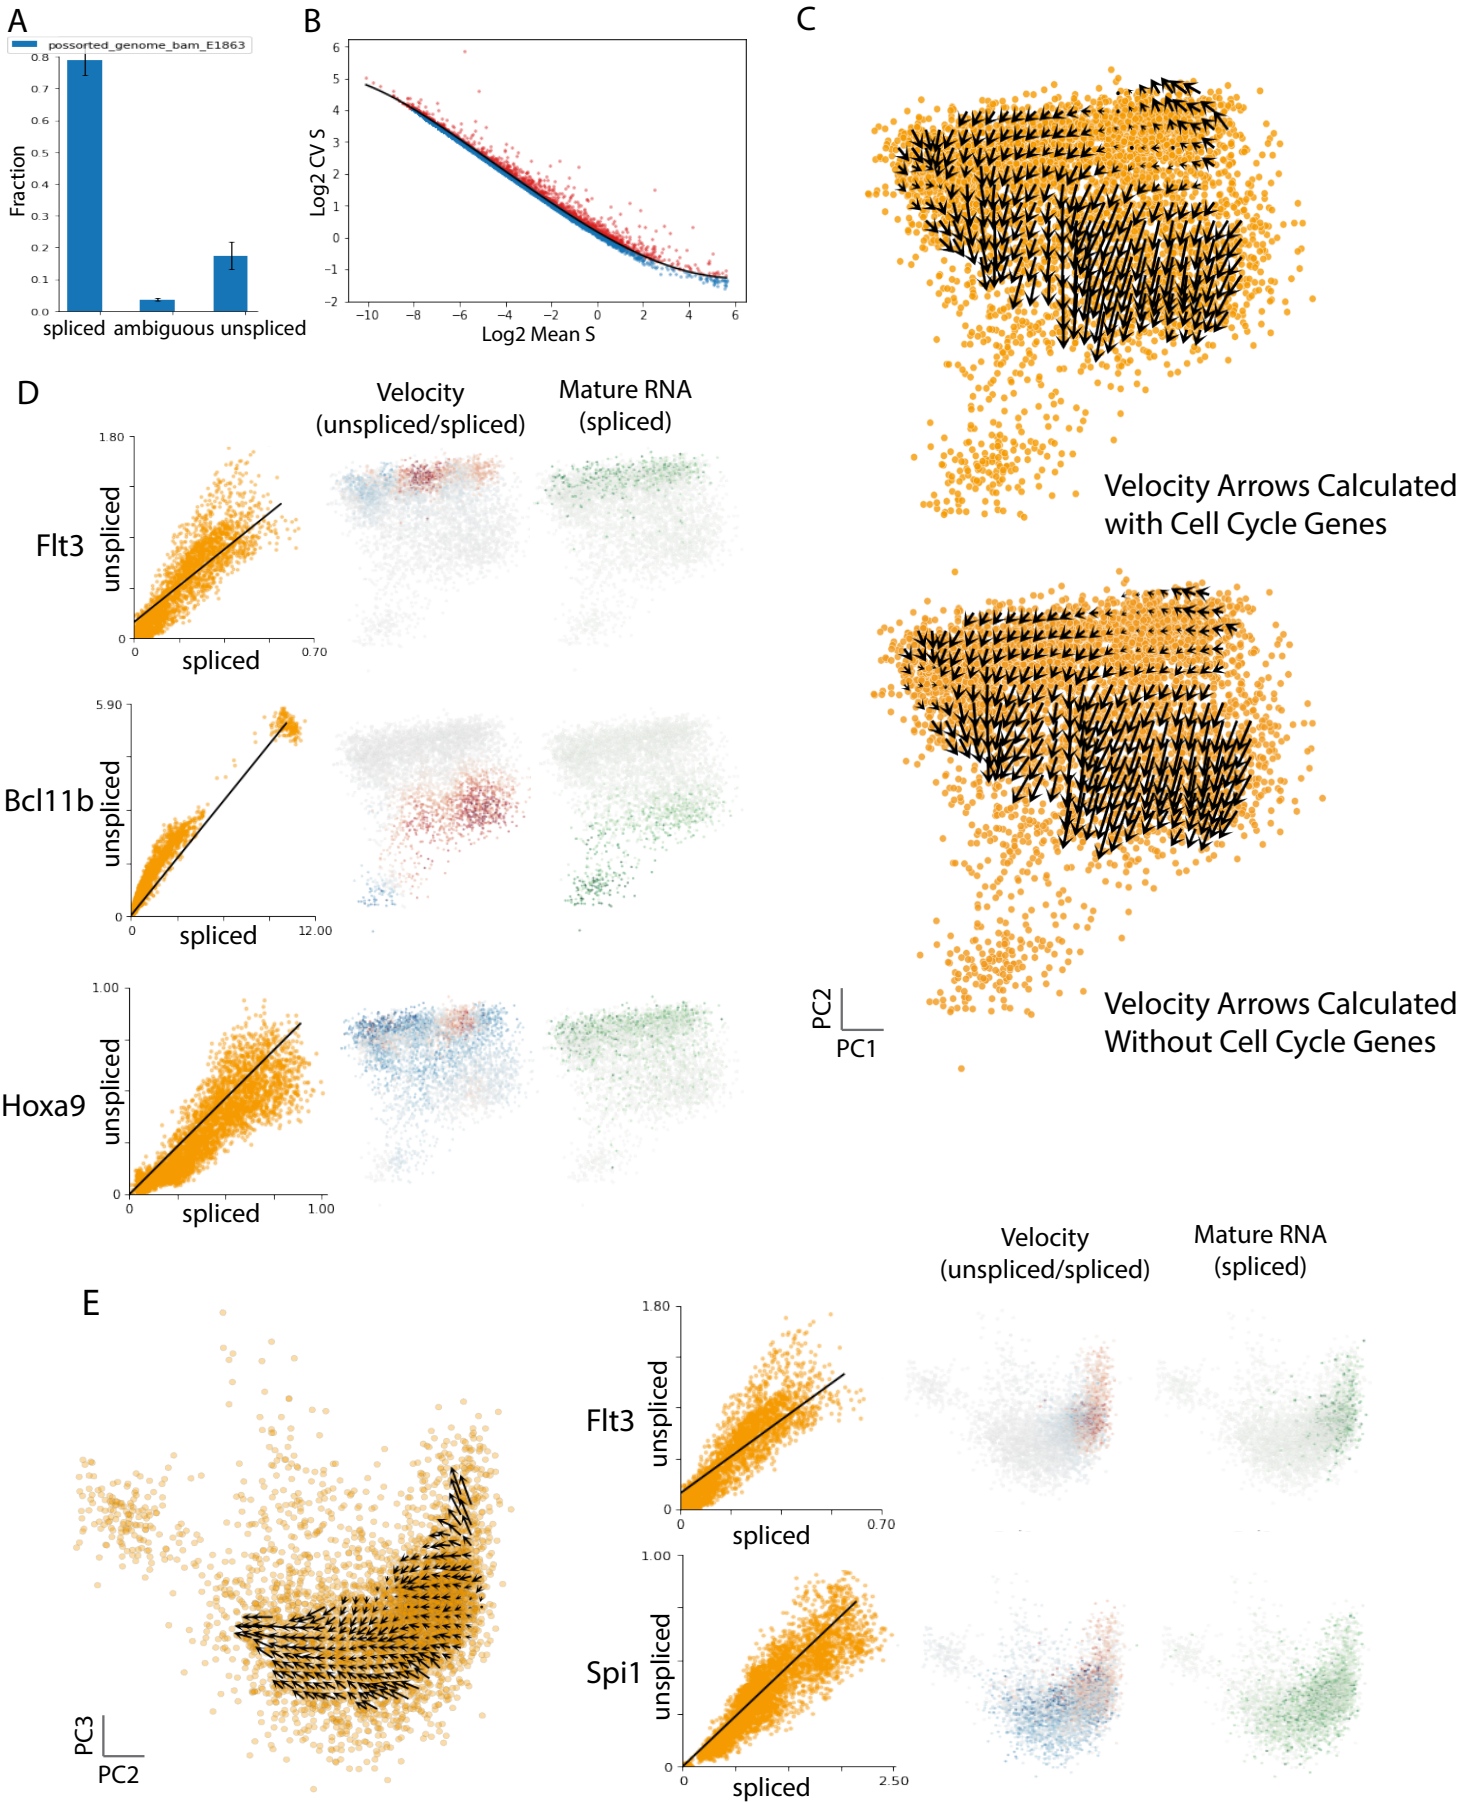 A
possorted_genome_bam_E1863
Fraction
0.8
0.7
0.6
0.5
0.4
0.3
0.2
0.1
0.0
spliced ambiguous unspliced
B
Log2 CV S
6
5
4
3
2
1
0
−1
−2
−10 −8 −6 −4 −2 0 2 4 6
Log2 Mean S
C
Velocity Arrows Calculated
with Cell Cycle Genes
Velocity Arrows Calculated
Without Cell Cycle Genes
PC2
PC1
D
Velocity
(unspliced/spliced)
Mature RNA
(spliced)
Flt3
unspliced
1.80
0
0 0.70
spliced
Bcl11b
unspliced
5.90
0
0 12.00
spliced
Hoxa9
unspliced
1.00
0
0 1.00
spliced
E
PC3
PC2
Velocity
(unspliced/spliced)
Mature RNA
(spliced)
Flt3
unspliced
1.80
0
0 0.70
spliced
Spi1
unspliced
1.00
0
0 2.50
spliced